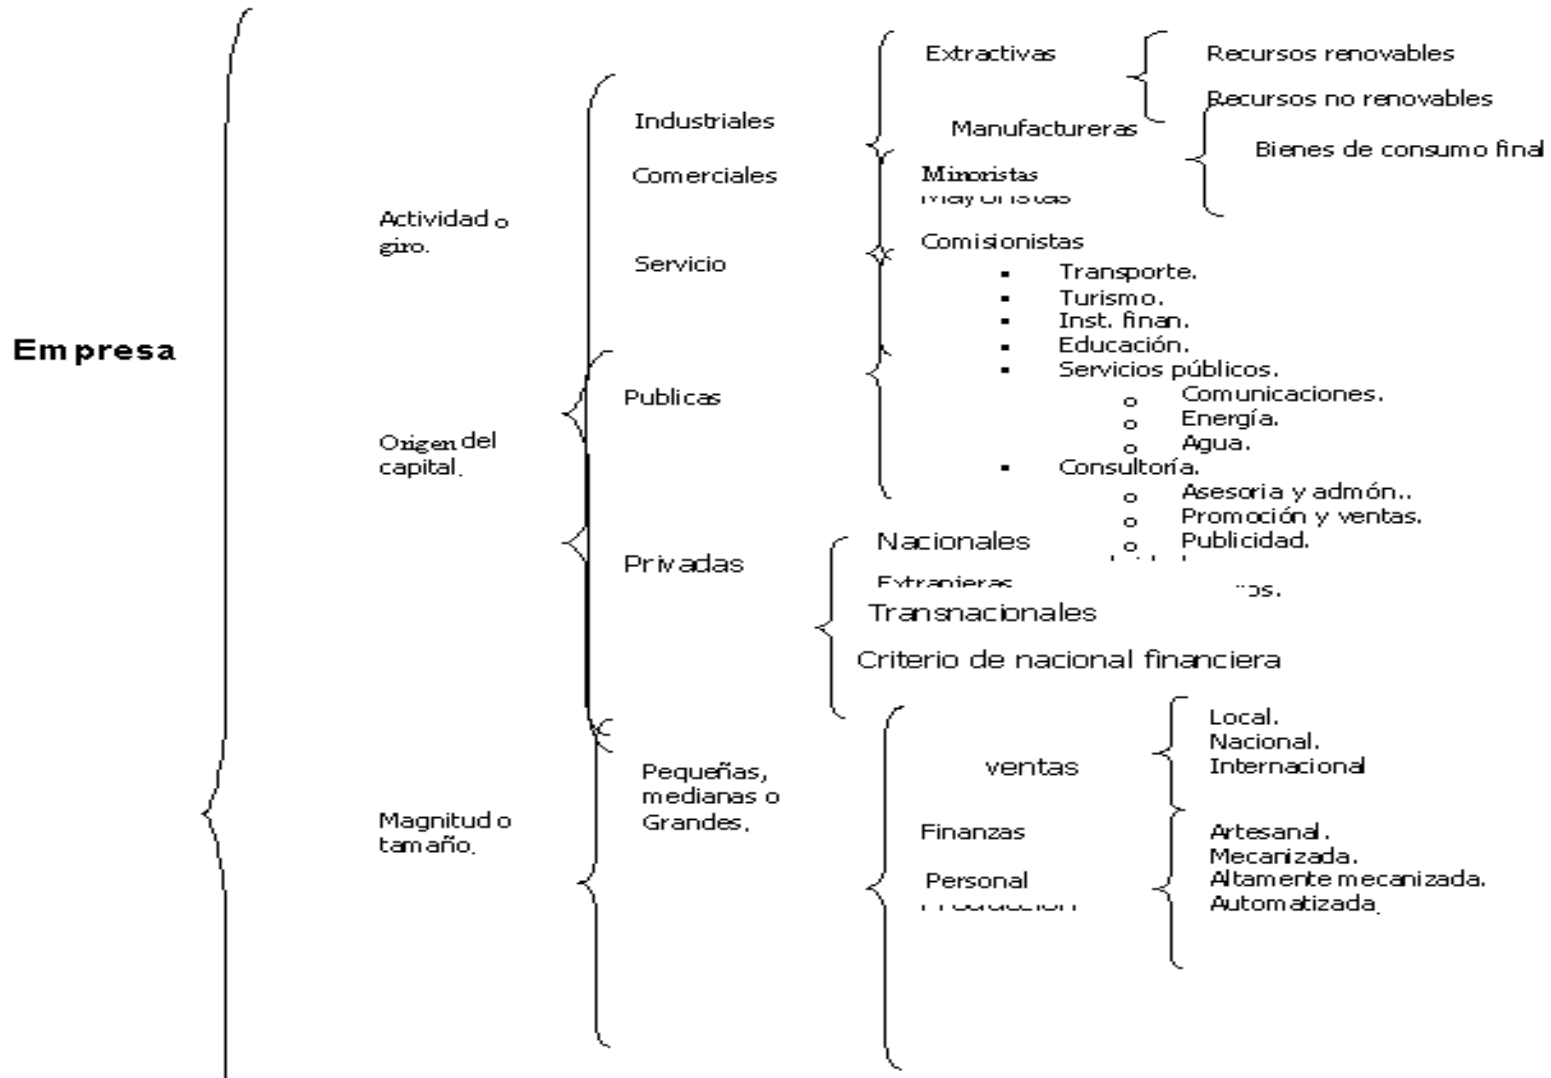 Empresa
Actividad o
giro.
Industriales
Extractivas
Recursos renovables
Recursos no renovables
Manufactureras
Bienes de consumo final
Comerciales
Minoristas
Mayoristas
Comisionistas
Servicio
▪ Transporte.
▪ Turismo.
▪ Inst. finan.
▪ Educación.
▪ Servicios públicos.
o Comunicaciones.
o Energía.
o Agua.
▪ Consultoría.
o Asesoria y admón..
o Promoción y ventas.
o Publicidad.
Origen del
capital.
Publicas
Privadas
Nacionales
Extranjeras
Transnacionales
Criterio de nacional financiera
Magnitud o
tamaño.
Pequeñas,
medianas o
Grandes.
ventas
Local.
Nacional.
Internacional
Finanzas
Personal
Artesanal.
Mecanizada.
Altamente mecanizada.
Automatizada.